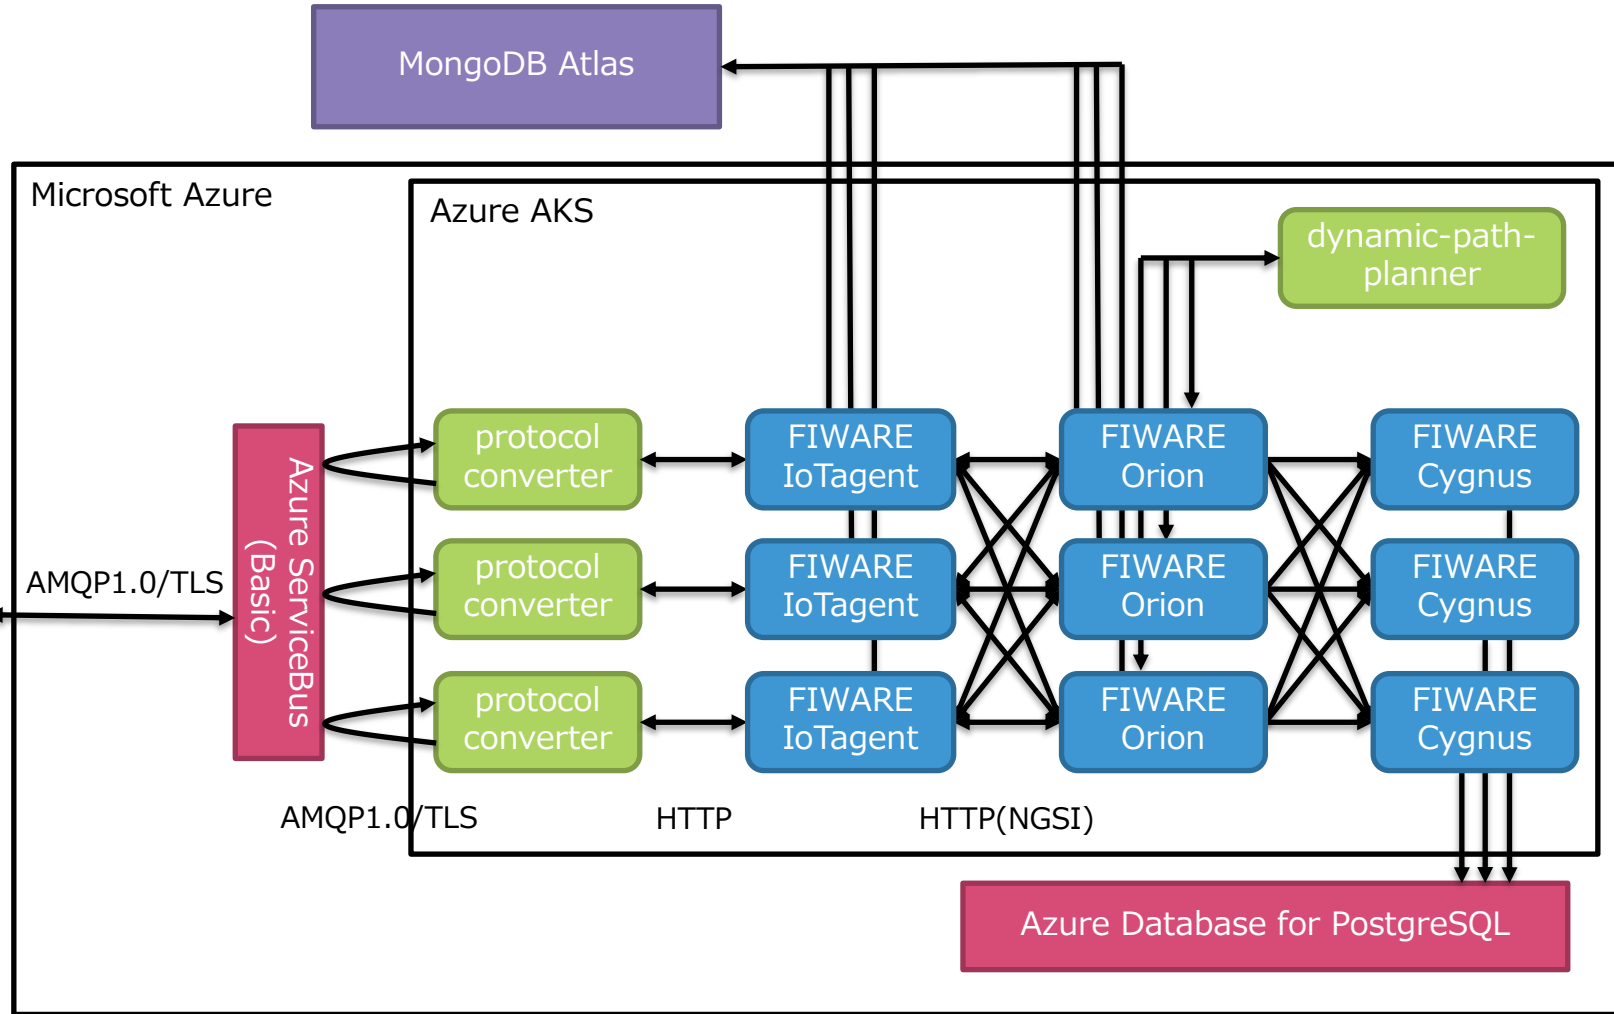 MongoDB Atlas
Microsoft Azure
Azure AKS
dynamic-path-
planner
Azure ServiceBus
(Basic)
AMQP1.0/TLS
protocol
converter
FIWARE
IoTagent
FIWARE
Orion
FIWARE
Cygnus
protocol
converter
FIWARE
IoTagent
FIWARE
Orion
FIWARE
Cygnus
protocol
converter
FIWARE
IoTagent
FIWARE
Orion
FIWARE
Cygnus
AMQP1.0/TLS
HTTP
HTTP(NGSI)
Azure Database for PostgreSQL